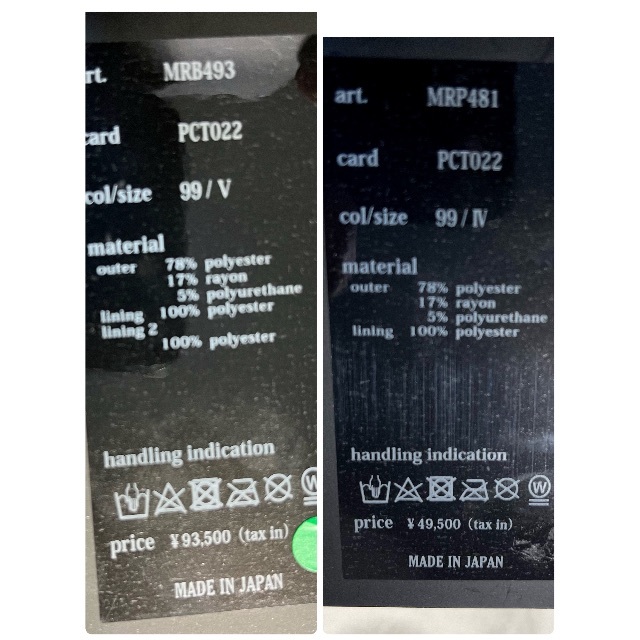 art. MRB493
card PCT022
col/size 99 / V
material
outer 78% polyester
17% rayon
5% polyurethane
lining 100% polyester
lining 2
100% polyester
handling indication
W
price ¥93,500 (tax in)
MADE IN JAPAN
art. MRP481
card PCT022
col/size 99 / Ⅳ
material
outer 78% polyester
17% rayon
5% polyurethane
lining 100% polyester
handling indication
W
price ¥49,500 (tax in)
MADE IN JAPAN